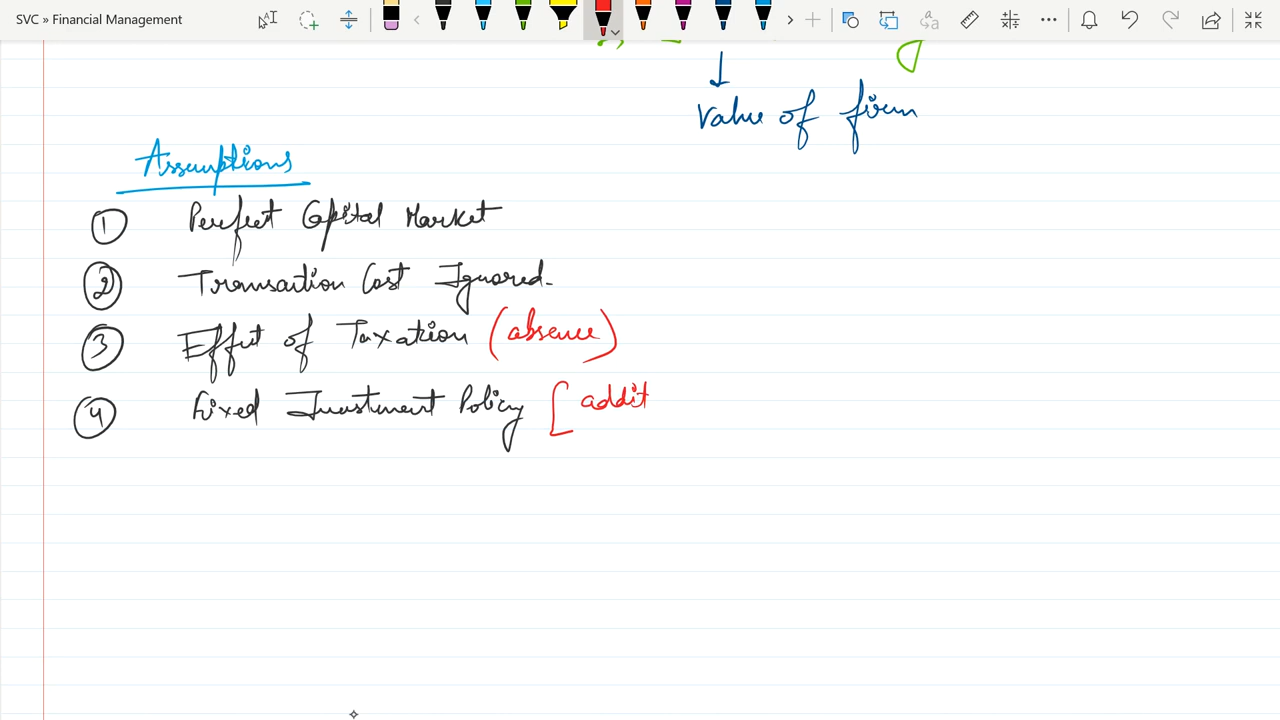 SVC » Financial Management
value of firm
Assumptions
① Perfect Capital Market
② Transaction Cost Ignored.
③ Effect of Taxation (absence)
④ Fixed Investment Policy [ addit